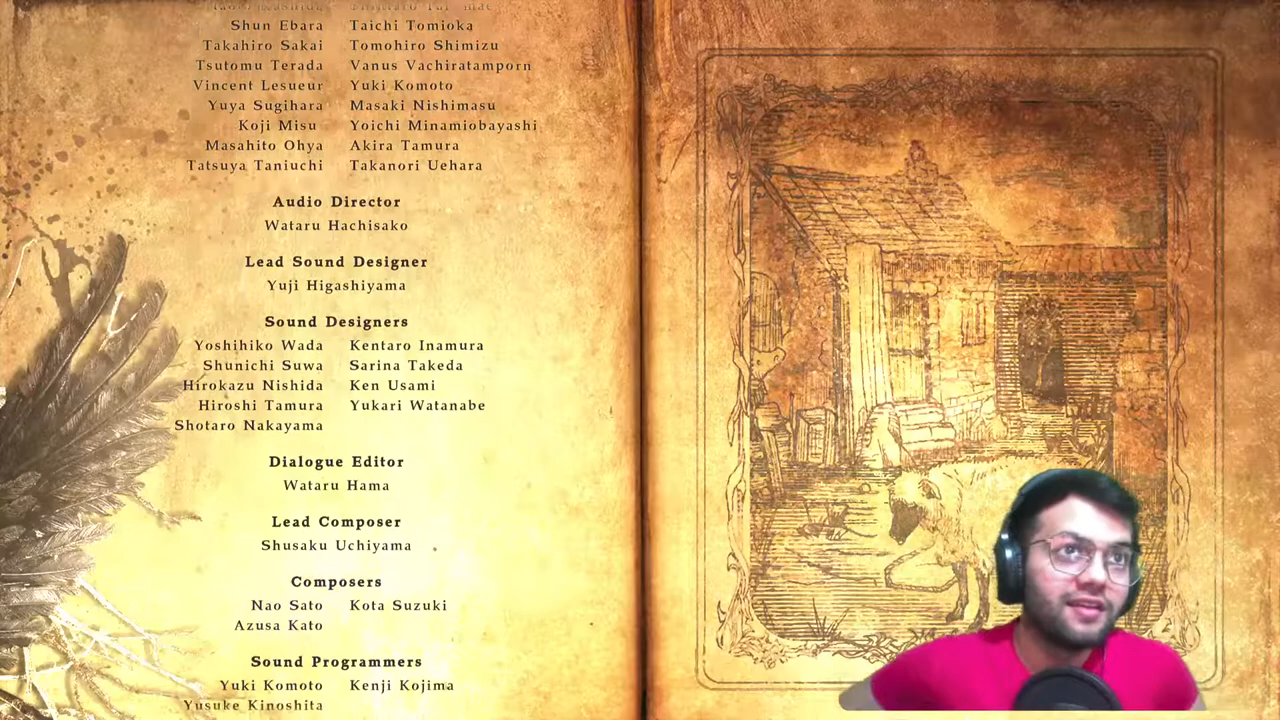 Shun Ebara Taichi Tomioka
Takahiro Sakai Tomohiro Shimizu
Tsutomu Terada Vanus Vachiratamporn
Vincent Lesueur Yuki Komoto
Yuya Sugihara Masaki Nishimasu
Koji Misu Yoichi Minamiobayashi
Masahito Ohya Akira Tamura
Tatsuya Taniuchi Takanori Uehara
Audio Director
Wataru Hachisako
Lead Sound Designer
Yuji Higashiyama
Sound Designers
Yoshihiko Wada Kentaro Inamura
Shunichi Suwa Sarina Takeda
Hirokazu Nishida Ken Usami
Hiroshi Tamura Yukari Watanabe
Shotaro Nakayama
Dialogue Editor
Wataru Hama
Lead Composer
Shusaku Uchiyama
Composers
Nao Sato Kota Suzuki
Azusa Kato
Sound Programmers
Yuki Komoto Kenji Kojima
Yusuke Kinoshita